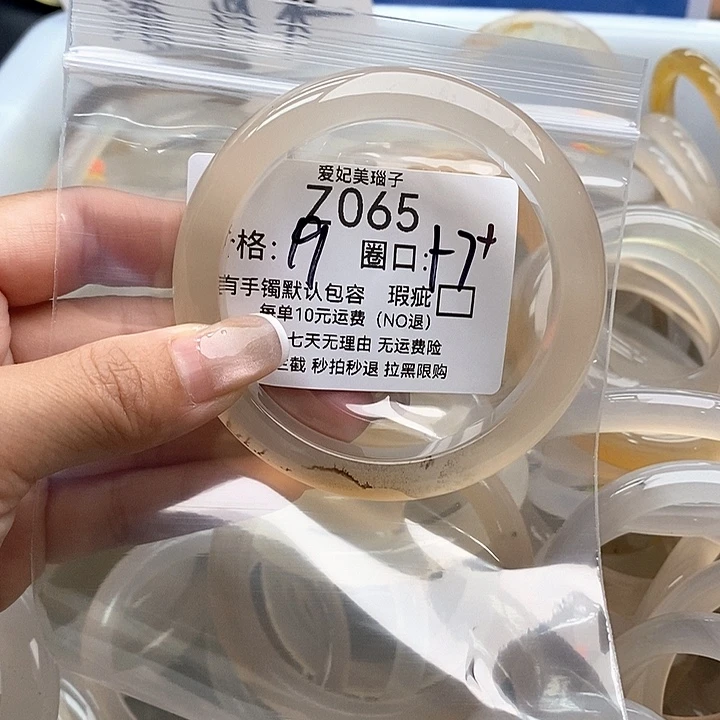 爱妃美瑙子
Z065
格: 19 圈口:
有手镯默认包容 瑕疵
每单10元运费（NO退）
七天无理由 无运费险
截 秒拍秒退 拉黑限购